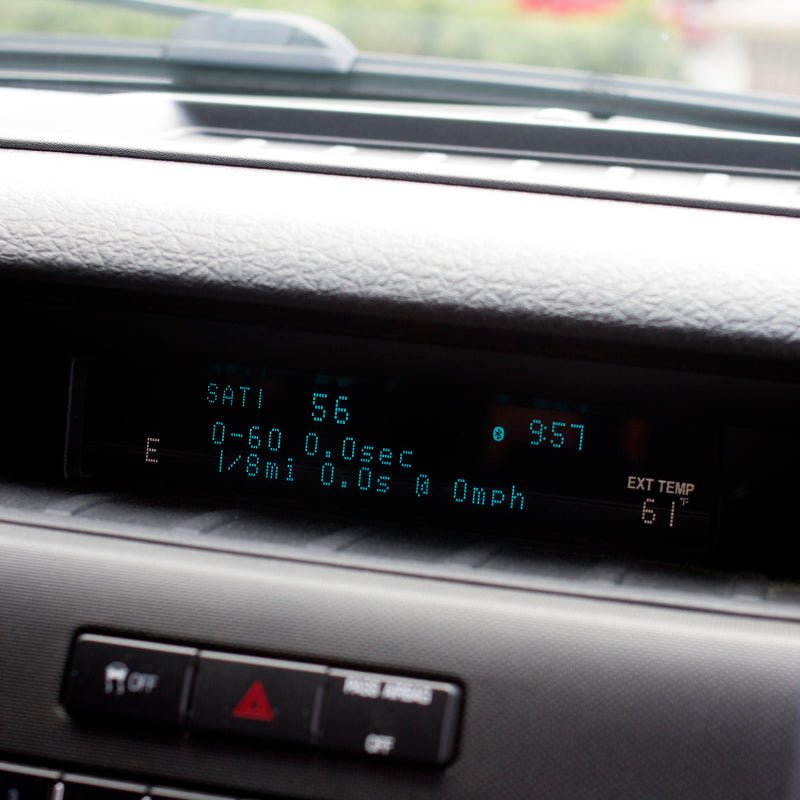 SAT1 56
9:57
0-60 0.0sec
E
1/8mi 0.0s @ 0mph
EXT TEMP
61°F
OFF
PASS AIRBAG
OFF